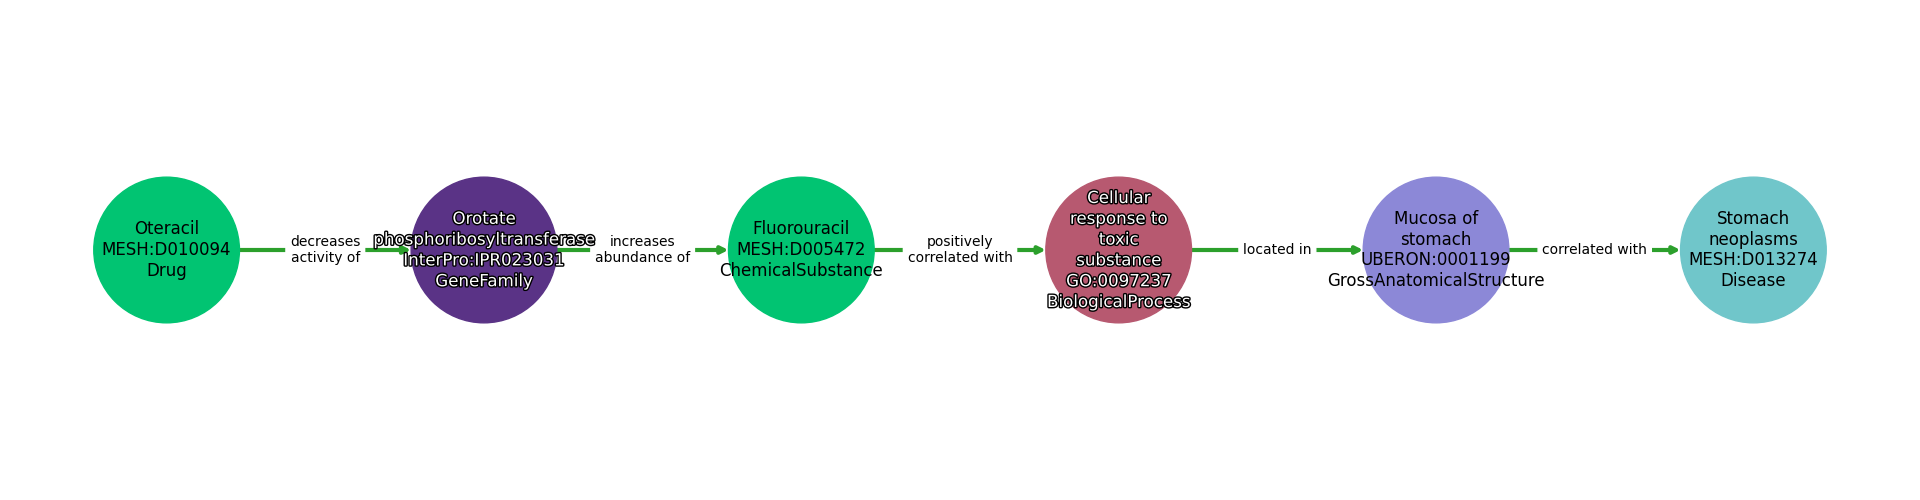 Oteracil
MESH:D010094
Drug
decreases
activity of
Orotate
phosphoribosyltransferase
InterPro:IPR023031
GeneFamily
increases
abundance of
Fluorouracil
MESH:D005472
ChemicalSubstance
positively
correlated with
Cellular
response to
toxic
substance
GO:0097237
BiologicalProcess
located in
Mucosa of
stomach
UBERON:0001199
GrossAnatomicalStructure
correlated with
Stomach
neoplasms
MESH:D013274
Disease